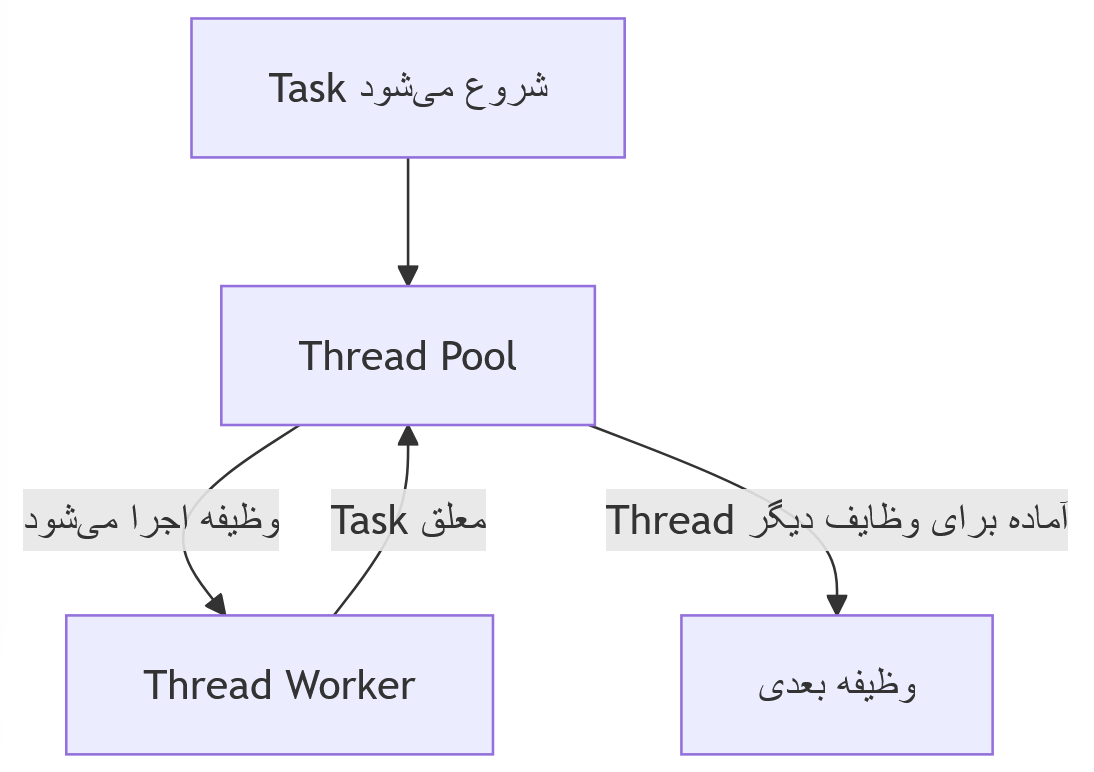 Task شروع می‌شود
Thread Pool
وظیفه اجرا می‌شود
Task معلق
Thread آماده برای وظایف دیگر
Thread Worker
وظیفه بعدی